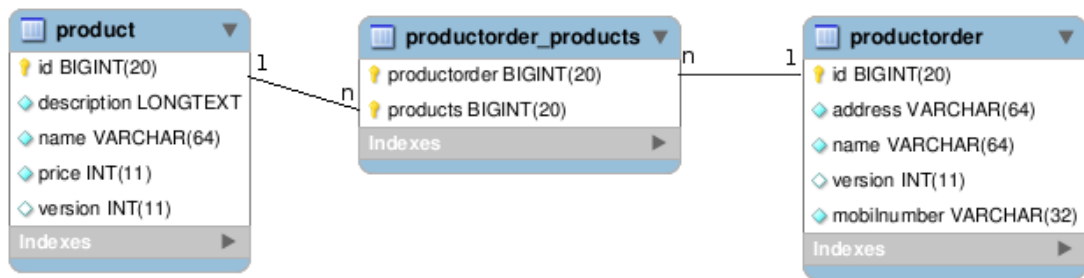 product
id BIGINT(20)
description LONGTEXT
name VARCHAR(64)
price INT(11)
version INT(11)
Indexes
1
n
productorder_products
productorder BIGINT(20)
products BIGINT(20)
Indexes
n
1
productorder
id BIGINT(20)
address VARCHAR(64)
name VARCHAR(64)
version INT(11)
mobilnumber VARCHAR(32)
Indexes